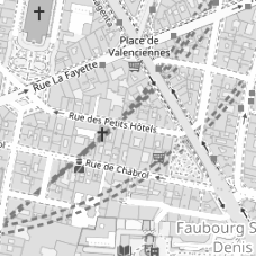 Place de
Valenciennes
Rue La Fayette
Rue des Petits Hôtels
Rue de Chabrol
Faubourg S
Denis